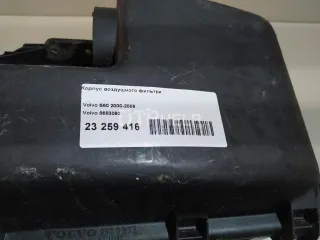 Корпус воздушного фильтра
Volvo S60 2000-2009
Volvo 8683080
23 259 416